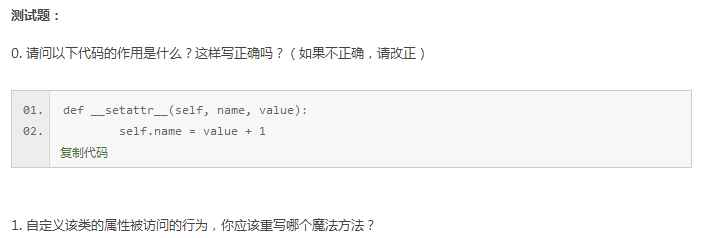 测试题：
0. 请问以下代码的作用是什么？这样写正确吗？（如果不正确，请改正）
01. def __setattr__(self, name, value):
02. self.name = value + 1
复制代码
1. 自定义该类的属性被访问的行为，你应该重写哪个魔法方法？